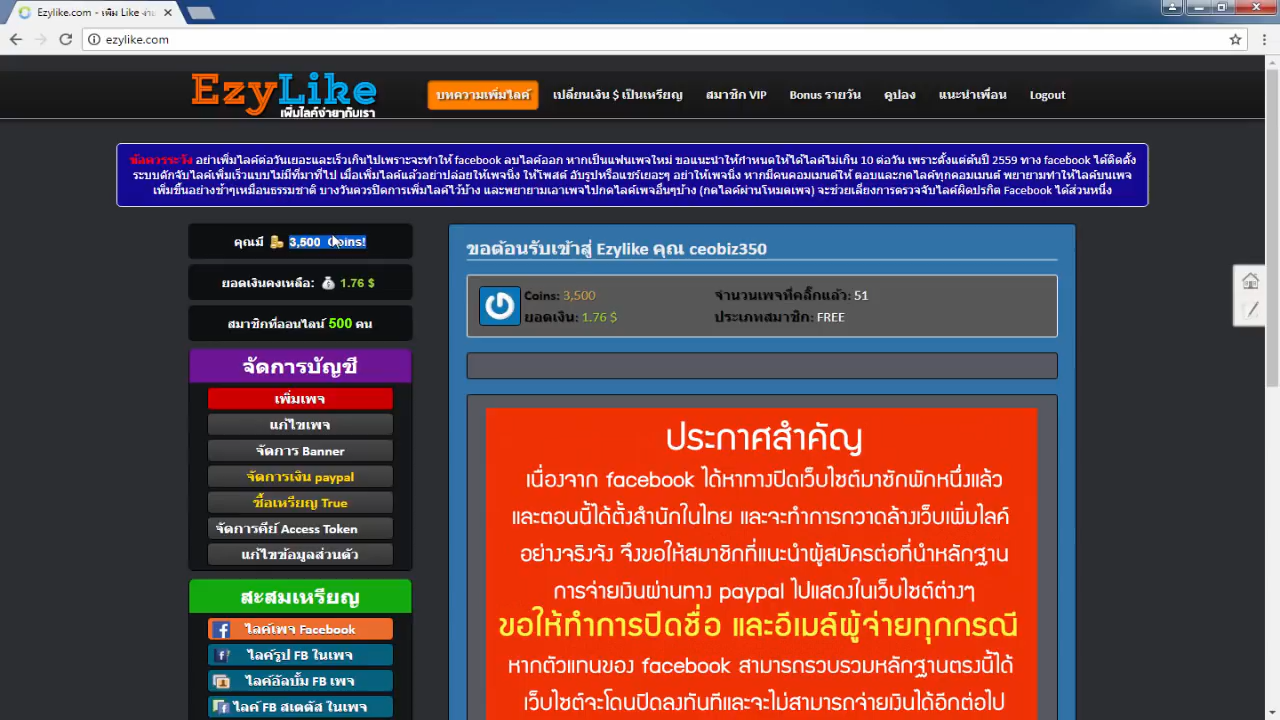 Ezylike.com - เพิ่ม Like ง่า
ezylike.com
EzyLike
เพิ่มไลค์ง่ายๆกับเรา
บทความเพิ่มไลค์ เปลี่ยนเงิน $ เป็นเหรียญ สมาชิก VIP Bonus รายวัน คูปอง แนะนำเพื่อน Logout
ข้อควรระวัง อย่าเพิ่มไลค์ต่อวันเยอะและเร็วเกินไปเพราะจะทำให้ facebook ลบไลค์ออก หากเป็นแฟนเพจใหม่ ขอแนะนำให้กำหนดให้ได้ไลค์ไม่เกิน 10 ต่อวัน เพราะตั้งแต่ต้นปี 2559 ทาง facebook ได้ติดตั้ง
ระบบดักจับไลค์เพิ่มเร็วแบบไม่มีที่มาที่ไป เมื่อเพิ่มไลค์แล้วอย่าปล่อยให้เพจนิ่ง ให้โพสต์ อับรูปหรือแชร์เยอะๆ อย่าให้เพจนิ่ง หากมีคนคอมเมนต์ให้ ตอบและกดไลค์ทุกคอมเมนต์ พยายามทำให้ไลค์บนเพจ
เพิ่มขึ้นอย่างช้าๆเหมือนธรรมชาติ บางวันควรปิดการเพิ่มไลค์ไว้บ้าง และพยายามเอาเพจไปกดไลค์เพจอื่นๆบ้าง (กดไลค์ผ่านโหมดเพจ) จะช่วยเลี่ยงการตรวจจับไลค์ผิดปรกติ Facebook ได้ส่วนหนึ่ง
คุณมี 3,500 Coins!
ยอดเงินคงเหลือ: 1.76 $
สมาชิกที่ออนไลน์ 500 คน
จัดการบัญชี
เพิ่มเพจ
แก้ไขเพจ
จัดการ Banner
จัดการเงิน paypal
ซื้อเหรียญ True
จัดการคีย์ Access Token
แก้ไขข้อมูลส่วนตัว
สะสมเหรียญ
ไลค์เพจ Facebook
ไลค์รูป FB ในเพจ
ไลค์อัลบั้ม FB เพจ
ไลค์ FB สเตตัส ในเพจ
ขอต้อนรับเข้าสู่ Ezylike คุณ ceobiz350
Coins: 3,500 จำนวนเพจที่คลิ๊กแล้ว: 51
ยอดเงิน: 1.76 $ ประเภทสมาชิก: FREE
ประกาศสำคัญ
เนื่องจาก facebook ได้หาทางปิดเว็บไซต์มาซักพักหนึ่งแล้ว
และตอนนี้ได้ตั้งสำนักในไทย และจะทำการกวาดล้างเว็บเพิ่มไลค์
อย่างจริงจัง จึงขอให้สมาชิกที่แนะนำผู้สมัครต่อที่นำหลักฐาน
การจ่ายเงินผ่านทาง paypal ไปแสดงในเว็บไซต์ต่างๆ
ขอให้ทำการปิดชื่อ และอีเมล์ผู้จ่ายทุกกรณี
หากตัวแทนของ facebook สามารถรวบรวมหลักฐานตรงนี้ได้
เว็บไซต์จะโดนปิดลงทันทีและจะไม่สามารถจ่ายเงินได้อีกต่อไป